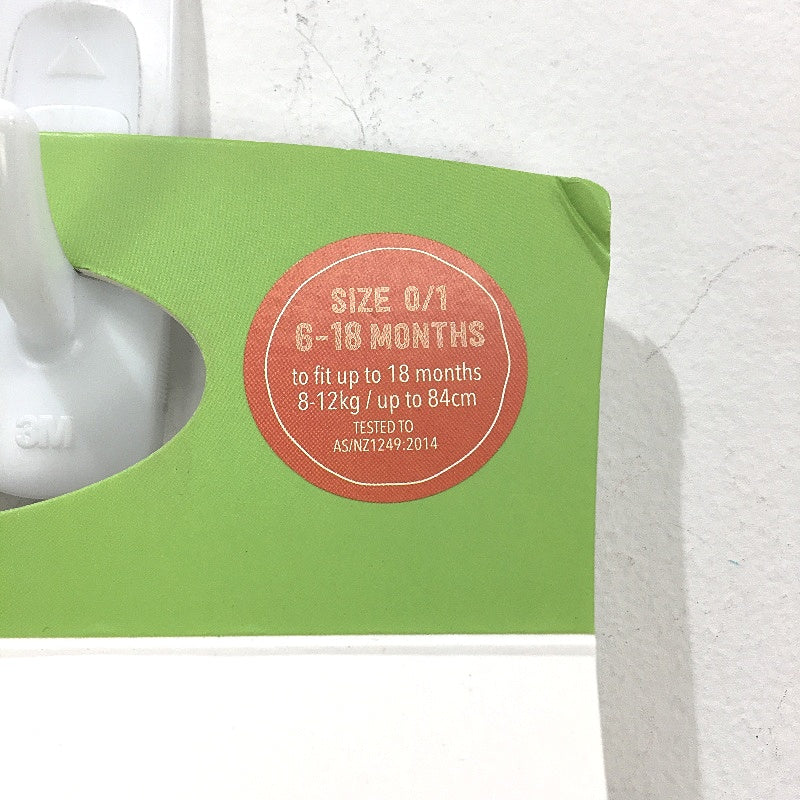 SIZE 0/1
6-18 MONTHS
to fit up to 18 months
8-12kg / up to 84cm
TESTED TO
AS/NZ1249:2014
3M